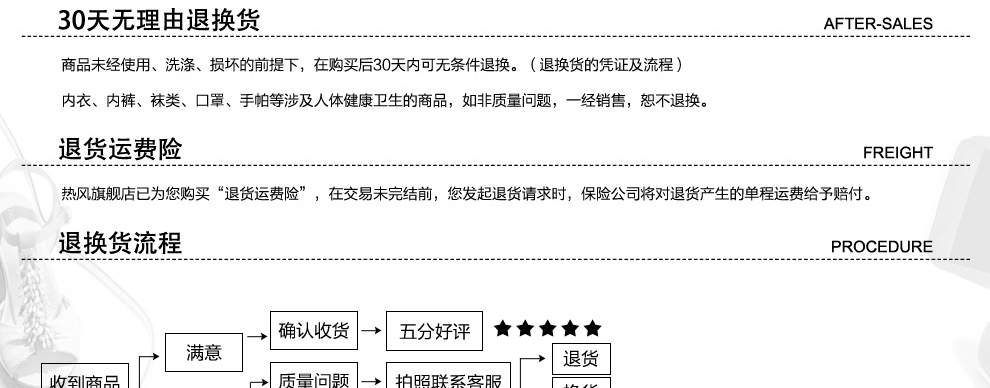 30天无理由退换货
AFTER-SALES
商品未经使用、洗涤、损坏的前提下，在购买后30天内可无条件退换。（退换货的凭证及流程）
内衣、内裤、袜类、口罩、手帕等涉及人体健康卫生的商品，如非质量问题，一经销售，恕不退换。
退货运费险
FREIGHT
热风旗舰店已为您购买“退货运费险”，在交易未完结前，您发起退货请求时，保险公司将对退货产生的单程运费给予赔付。
退换货流程
PROCEDURE
收到商品
满意
确认收货
五分好评
质量问题
拍照联系客服
退货
换货